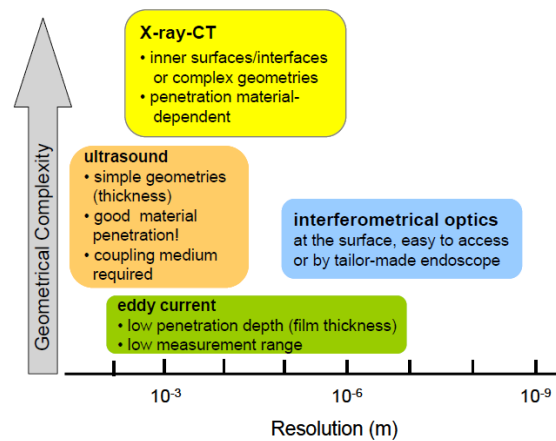 X-ray-CT
• inner surfaces/interfaces
or complex geometries
• penetration material-
dependent
Geometrical Complexity
ultrasound
• simple geometries
(thickness)
• good material
penetration!
• coupling medium
required
interferometrical optics
at the surface, easy to access
or by tailor-made endoscope
eddy current
• low penetration depth (film thickness)
• low measurement range
10⁻³ 10⁻⁶ 10⁻⁹
Resolution (m)